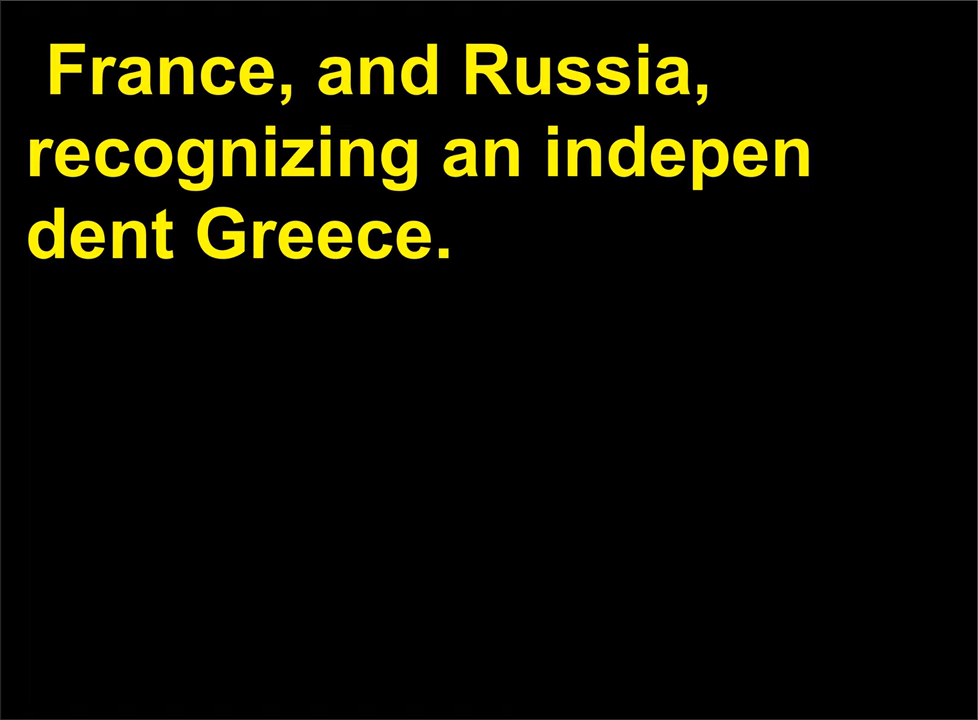 France, and Russia,
recognizing an indepen
dent Greece.